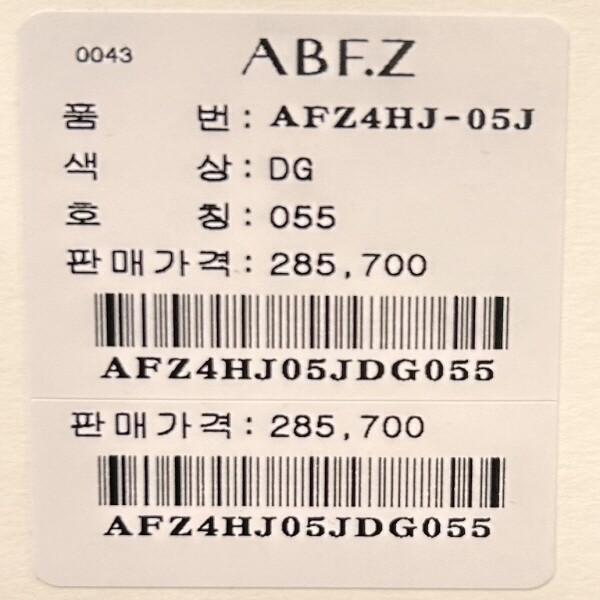 0043 ABF.Z
품 번 : AFZ4HJ-05J
색 상 : DG
호 칭 : 055
판매가격 : 285,700
AFZ4HJ05JDG055
판매가격 : 285,700
AFZ4HJ05JDG055